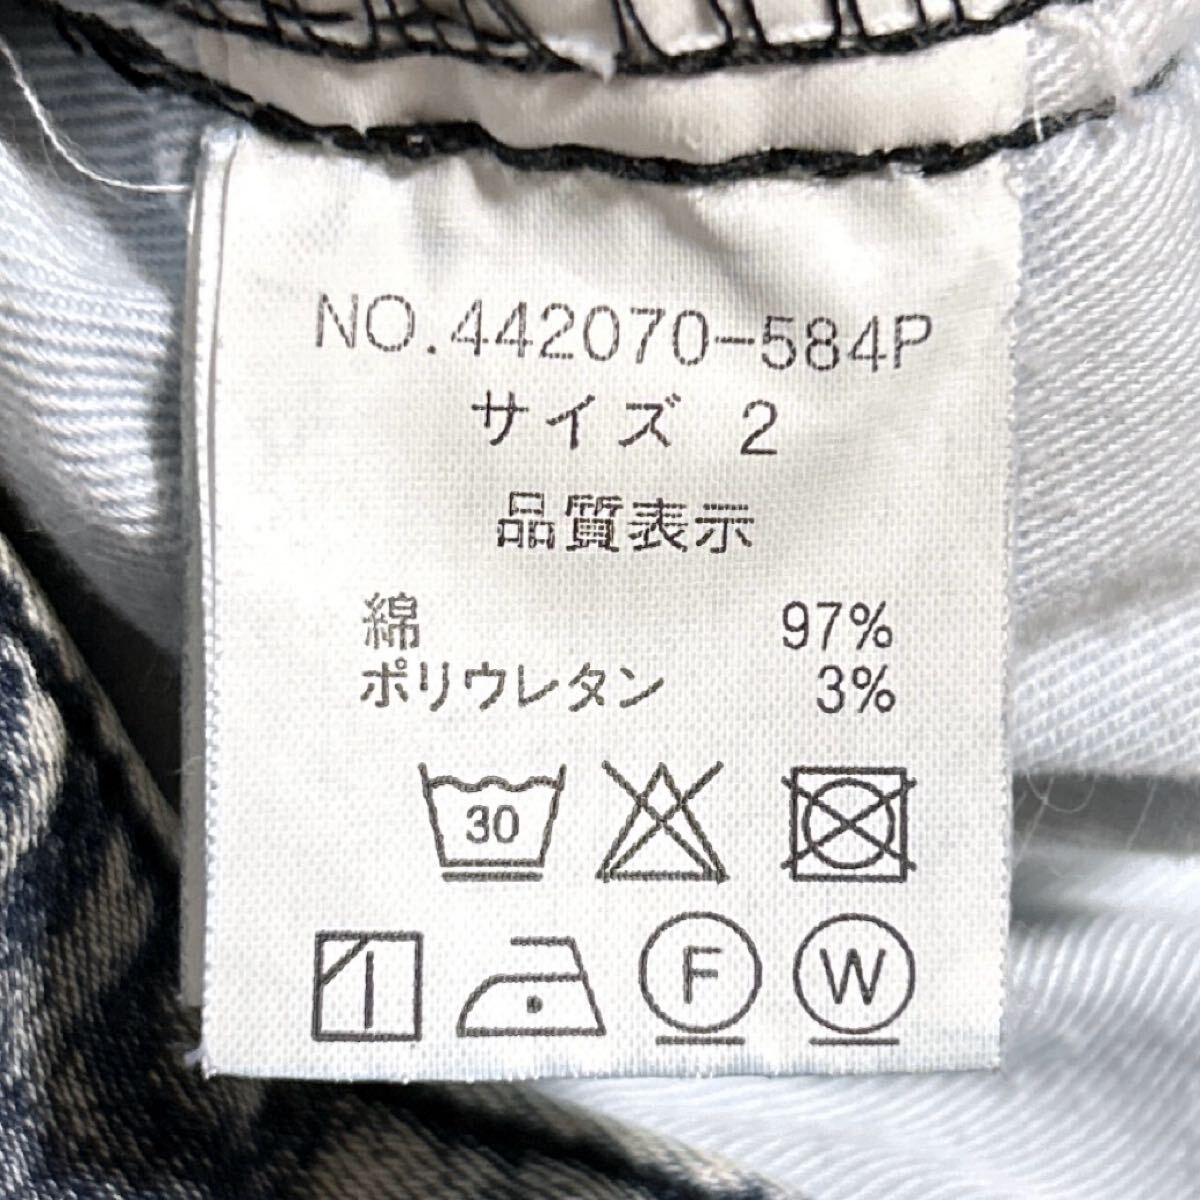 NO.442070-584P
サイズ 2
品質表示
綿 97%
ポリウレタン 3%
30
F W